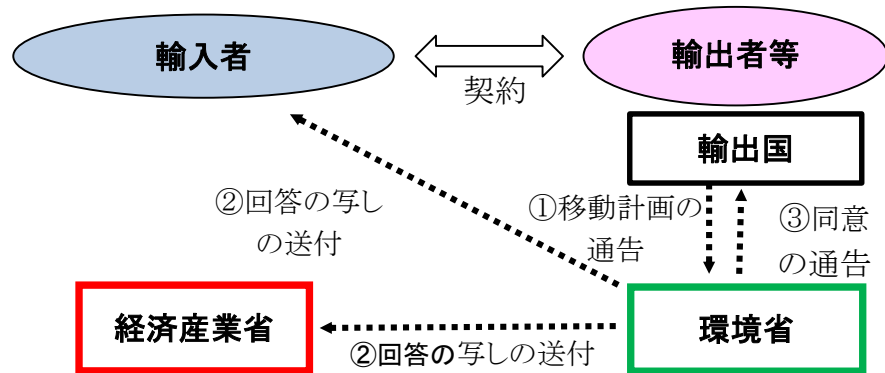 輸入者
輸出者等
契約
輸出国
②回答の写し
の送付
①移動計画の
通告
③同意
の通告
経済産業省
環境省
②回答の写しの送付